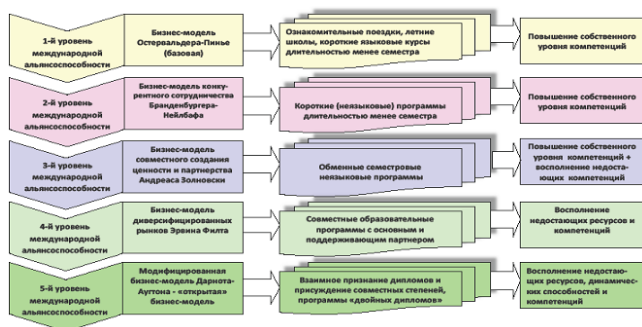 1-й уровень
международной
альянсоспособности
Бизнес-модель
Остервальдера-Пинье
(базовая)
Ознакомительные поездки, летние
школы, короткие языковые курсы
длительностью менее семестра
Повышение собственного
уровня компетенций
2-й уровень
международной
альянсоспособности
Бизнес-модель конку-
рентного сотрудничества
Бранденбургера-
Нейлбафа
Короткие (неязыковые) программы
длительностью менее семестра
Повышение собственного
уровня компетенций
3-й уровень
международной
альянсоспособности
Бизнес-модель
совместного создания
ценности и партнерства
Андреаса Золновски
Обменные семестровые
неязыковые программы
Повышение собственного
уровня компетенций +
восполнение недоста-
ющих компетенций
4-й уровень
международной
альянсоспособности
Бизнес-модель
диверсифицированных
рынков Эрвина Филта
Совместные образовательные
программы с основным и
поддерживающим партнером
Восполнение
недостающих ресурсов и
компетенций
5-й уровень
международной
альянсоспособности
Модифицированная
бизнес-модель Дарнота-
Ауттона - «открытая»
бизнес-модель
Взаимное признание дипломов и
присуждение совместных степеней,
программы «двойных дипломов»
Восполнение недостаю-
щих ресурсов, динамичес-
ких способностей и
компетенций